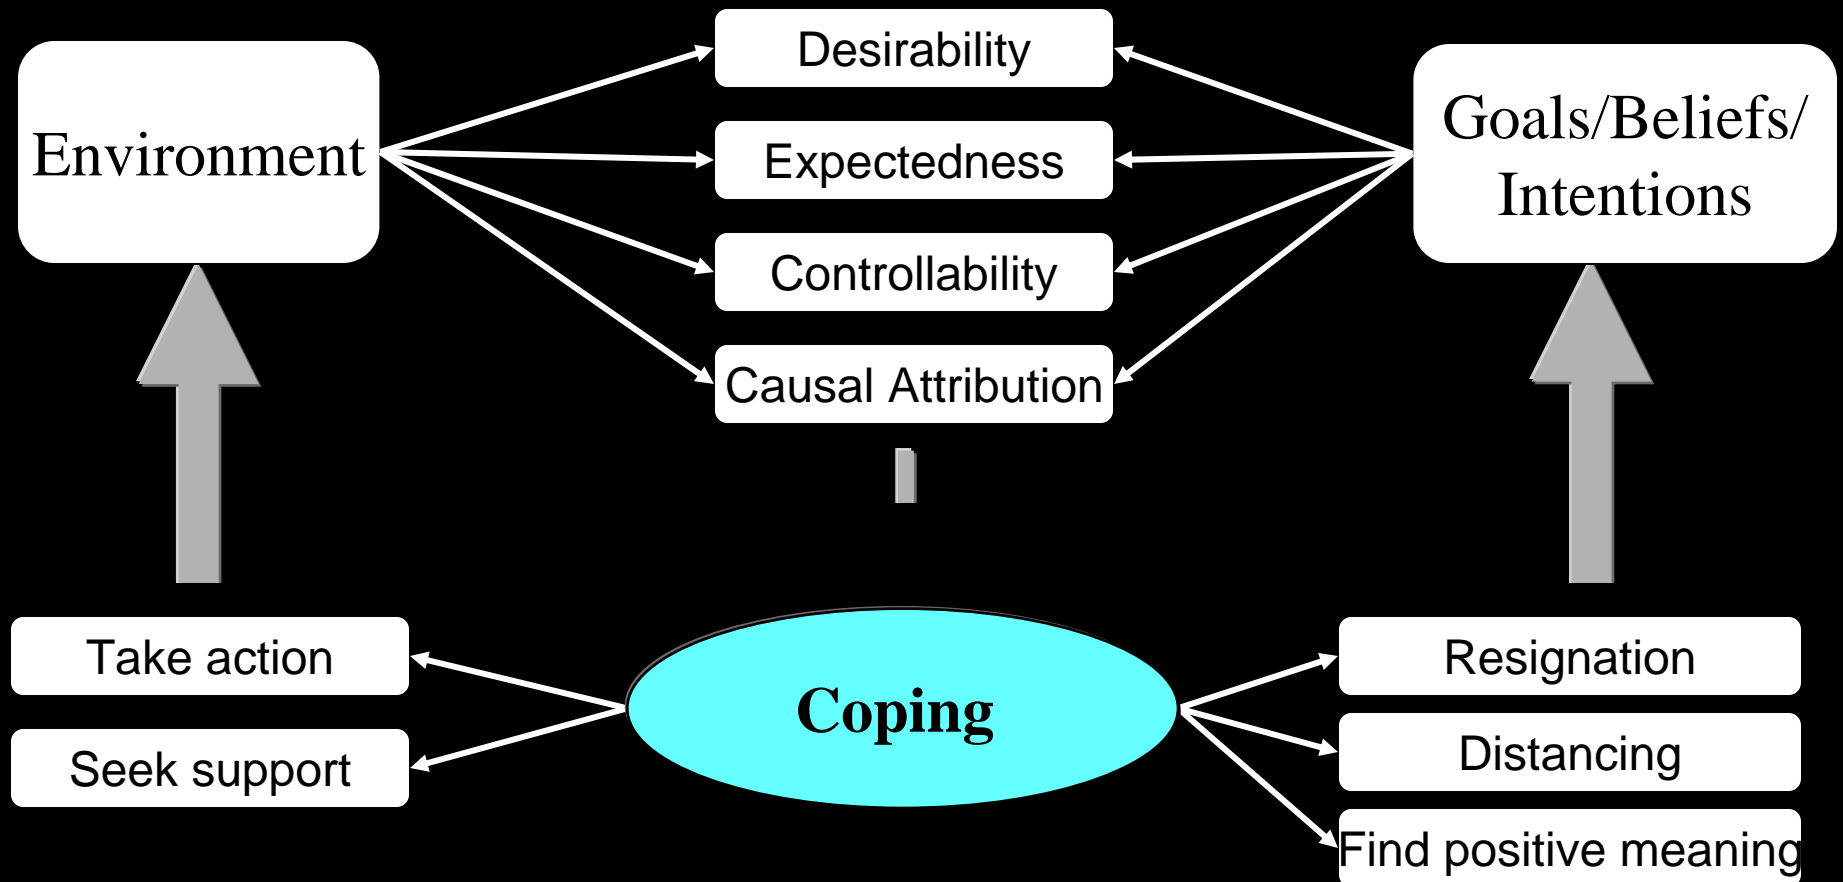 Desirability
Environment
Expectedness
Controllability
Causal Attribution
Goals/Beliefs/
Intentions
Take action
Seek support
Coping
Resignation
Distancing
Find positive meaning